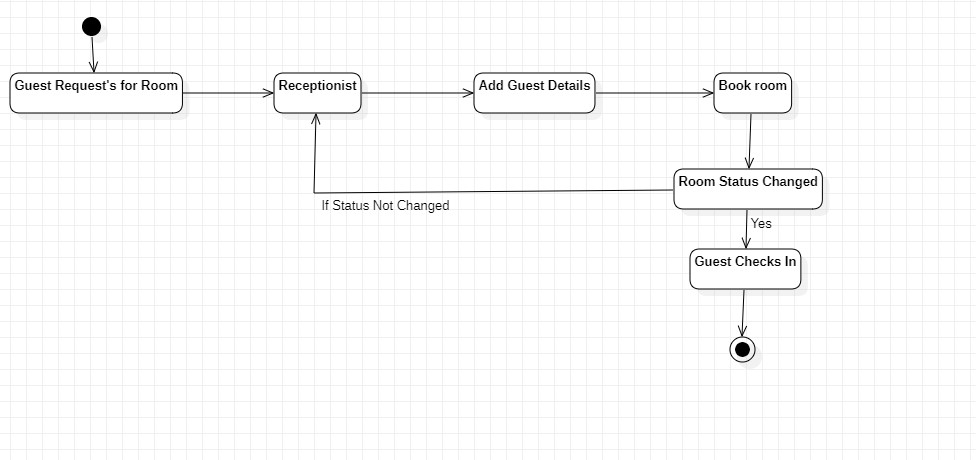 Guest Request's for Room
Receptionist
Add Guest Details
Book room
Room Status Changed
If Status Not Changed
Yes
Guest Checks In